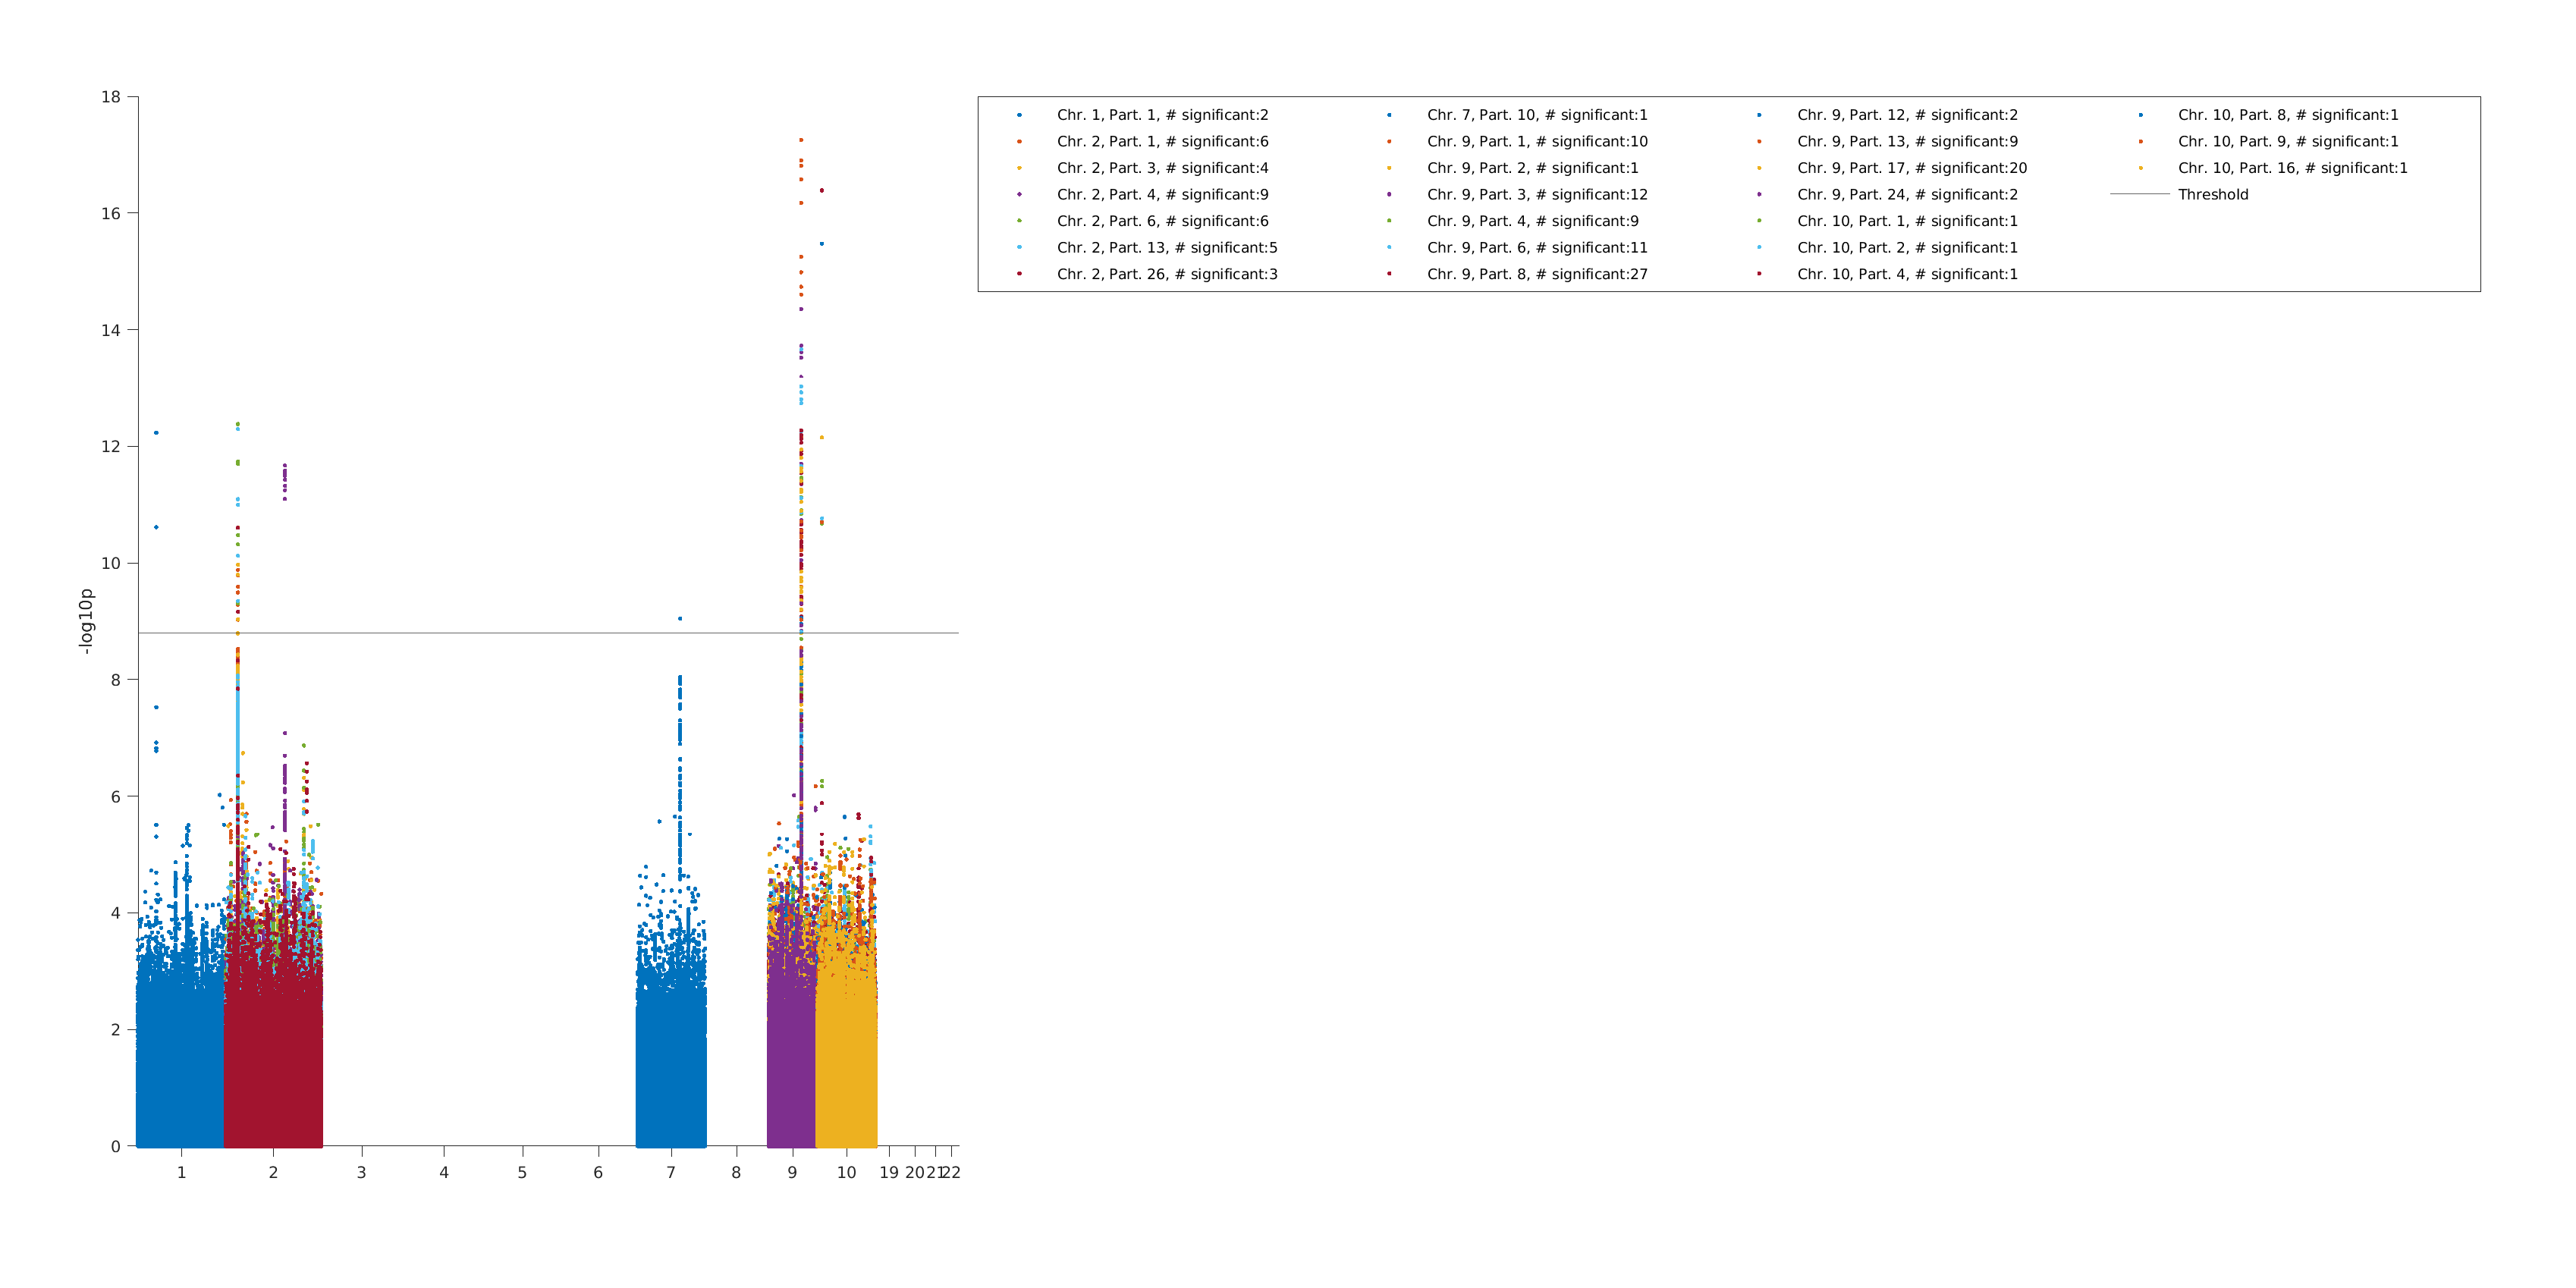 18
16
14
12
10
8
6
4
2
0
-log10p
1 2 3 4 5 6 7 8 9 10 19 20 21 22
Chr. 1, Part. 1, # significant:2
Chr. 2, Part. 1, # significant:6
Chr. 2, Part. 3, # significant:4
Chr. 2, Part. 4, # significant:9
Chr. 2, Part. 6, # significant:6
Chr. 2, Part. 13, # significant:5
Chr. 2, Part. 26, # significant:3
Chr. 7, Part. 10, # significant:1
Chr. 9, Part. 1, # significant:10
Chr. 9, Part. 2, # significant:1
Chr. 9, Part. 3, # significant:12
Chr. 9, Part. 4, # significant:9
Chr. 9, Part. 6, # significant:11
Chr. 9, Part. 8, # significant:27
Chr. 9, Part. 12, # significant:2
Chr. 9, Part. 13, # significant:9
Chr. 9, Part. 17, # significant:20
Chr. 9, Part. 24, # significant:2
Chr. 10, Part. 1, # significant:1
Chr. 10, Part. 2, # significant:1
Chr. 10, Part. 4, # significant:1
Chr. 10, Part. 8, # significant:1
Chr. 10, Part. 9, # significant:1
Chr. 10, Part. 16, # significant:1
Threshold